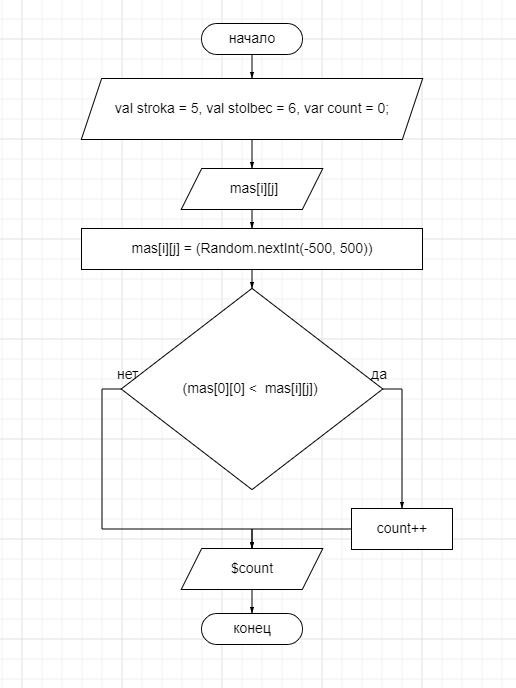 начало
val stroka = 5, val stolbec = 6, var count = 0;
mas[i][j]
mas[i][j] = (Random.nextInt(-500, 500))
нет
да
(mas[0][0] < mas[i][j])
count++
$count
конец